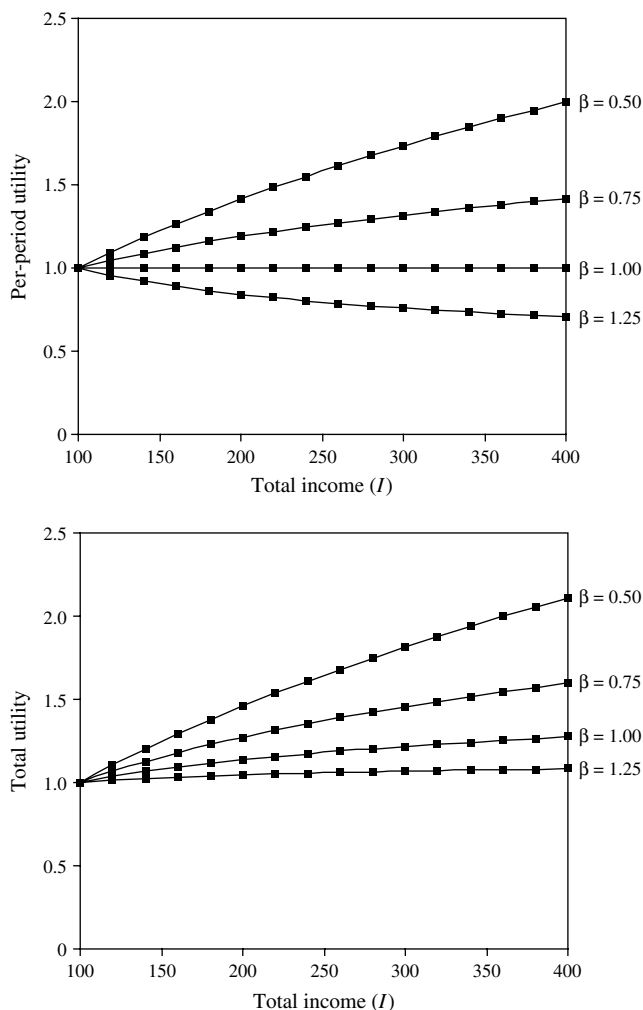 2.5
2.0
1.5
1.0
0.5
0
Per-period utility
β = 0.50
β = 0.75
β = 1.00
β = 1.25
100 150 200 250 300 350 400
Total income (I)
2.5
2.0
1.5
1.0
0.5
0
Total utility
β = 0.50
β = 0.75
β = 1.00
β = 1.25
100 150 200 250 300 350 400
Total income (I)